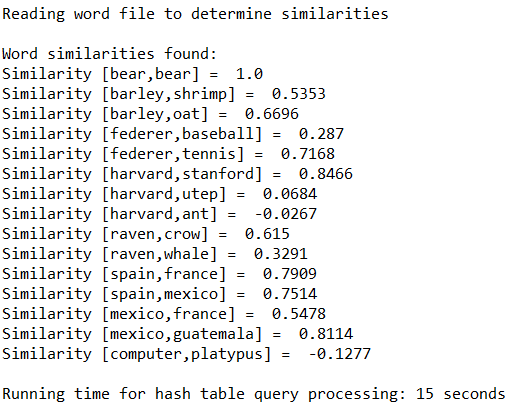 Reading word file to determine similarities
Word similarities found:
Similarity [bear,bear] =  1.0
Similarity [barley,shrimp] =  0.5353
Similarity [barley,oat] =  0.6696
Similarity [federer,baseball] =  0.287
Similarity [federer,tennis] =  0.7168
Similarity [harvard,stanford] =  0.8466
Similarity [harvard,utep] =  0.0684
Similarity [harvard,ant] =  -0.0267
Similarity [raven,crow] =  0.615
Similarity [raven,whale] =  0.3291
Similarity [spain,france] =  0.7909
Similarity [spain,mexico] =  0.7514
Similarity [mexico,france] =  0.5478
Similarity [mexico,guatemala] =  0.8114
Similarity [computer,platypus] =  -0.1277
Running time for hash table query processing: 15 seconds